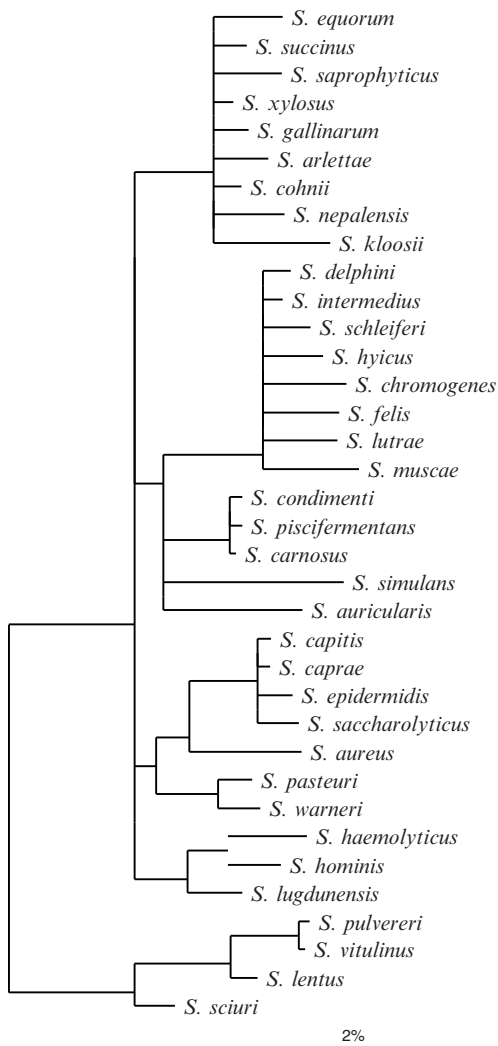 S. equorum
S. succinus
S. saprophyticus
S. xylosus
S. gallinarum
S. arlettae
S. cohnii
S. nepalensis
S. kloosii
S. delphini
S. intermedius
S. schleiferi
S. hyicus
S. chromogenes
S. felis
S. lutrae
S. muscae
S. condimenti
S. piscifermentans
S. carnosus
S. simulans
S. auricularis
S. capitis
S. caprae
S. epidermidis
S. saccharolyticus
S. aureus
S. pasteuri
S. warneri
S. haemolyticus
S. hominis
S. lugdunensis
S. pulvereri
S. vitulinus
S. lentus
S. sciuri
2%